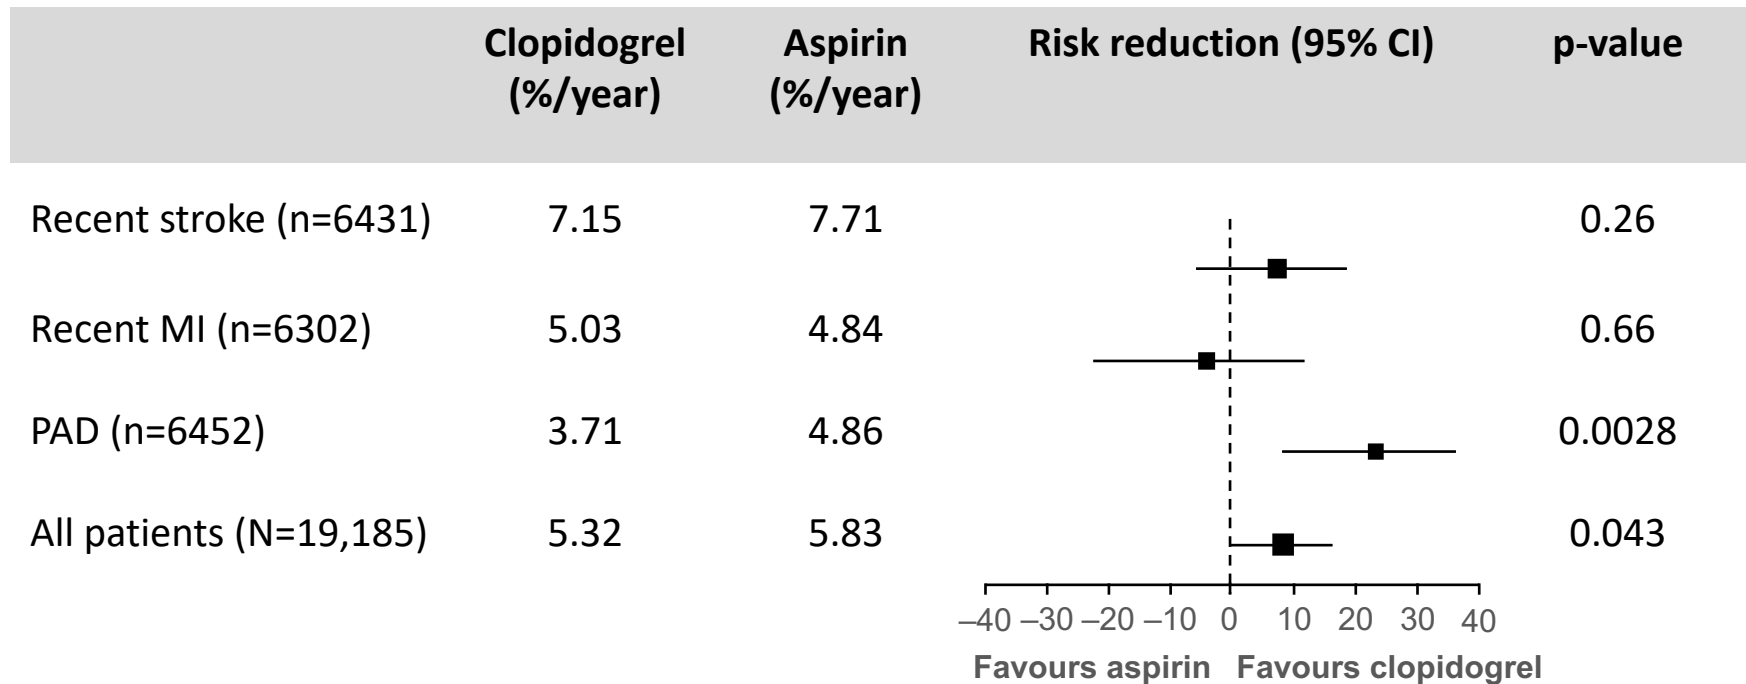 Clopidogrel Aspirin Risk reduction (95% CI) p-value
(%/year) (%/year)
Recent stroke (n=6431) 7.15 7.71 0.26
Recent MI (n=6302) 5.03 4.84 0.66
PAD (n=6452) 3.71 4.86 0.0028
All patients (N=19,185) 5.32 5.83 0.043
–40 –30 –20 –10 0 10 20 30 40
Favours aspirin Favours clopidogrel